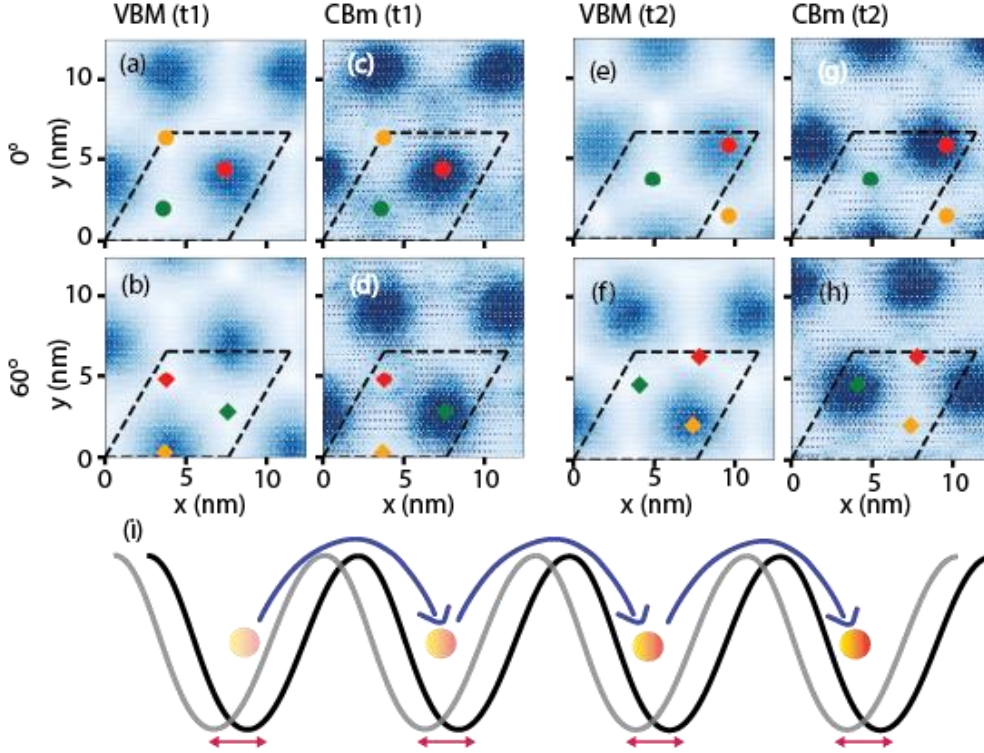 VBM (t1) CBm (t1) VBM (t2) CBm (t2)
0° y (nm) 10 5 0 (a) (c) (e) (g)
60° y (nm) 10 5 0 (b) (d) (f) (h)
0 5 10 0 5 10 0 5 10 0 5 10
x (nm) x (nm) x (nm) x (nm)
(i)